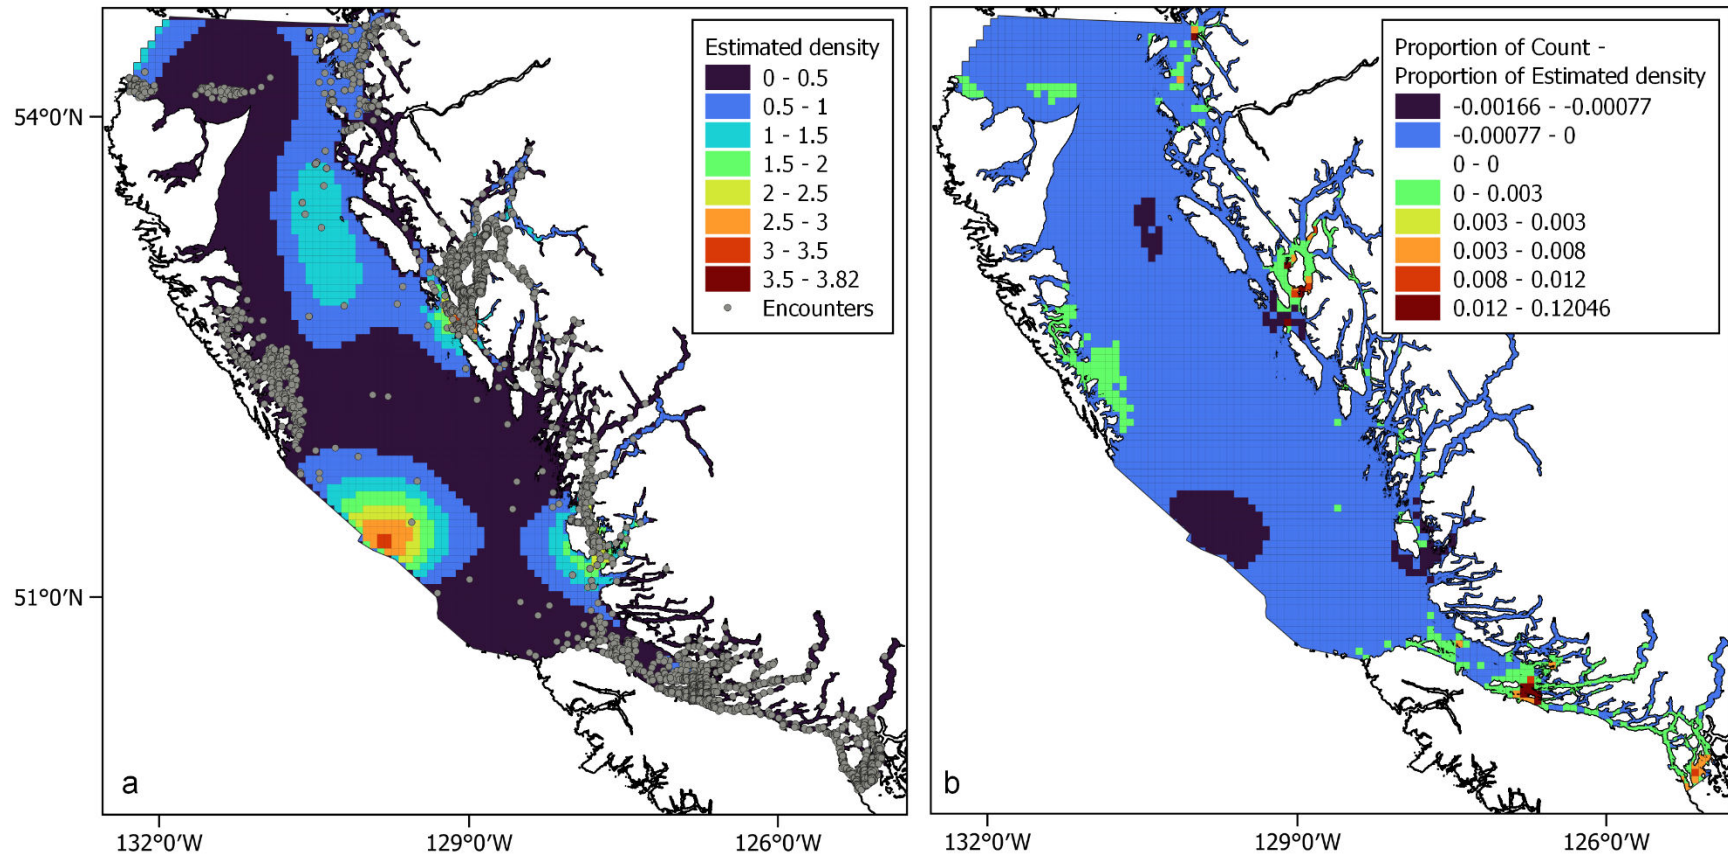 Estimated density
0 - 0.5
0.5 - 1
1 - 1.5
1.5 - 2
2 - 2.5
2.5 - 3
3 - 3.5
3.5 - 3.82
Encounters
54°0′N
51°0′N
a
132°0′W
129°0′W
126°0′W
Proportion of Count -
Proportion of Estimated density
-0.00166 - -0.00077
-0.00077 - 0
0 - 0
0 - 0.003
0.003 - 0.003
0.003 - 0.008
0.008 - 0.012
0.012 - 0.12046
b
132°0′W
129°0′W
126°0′W